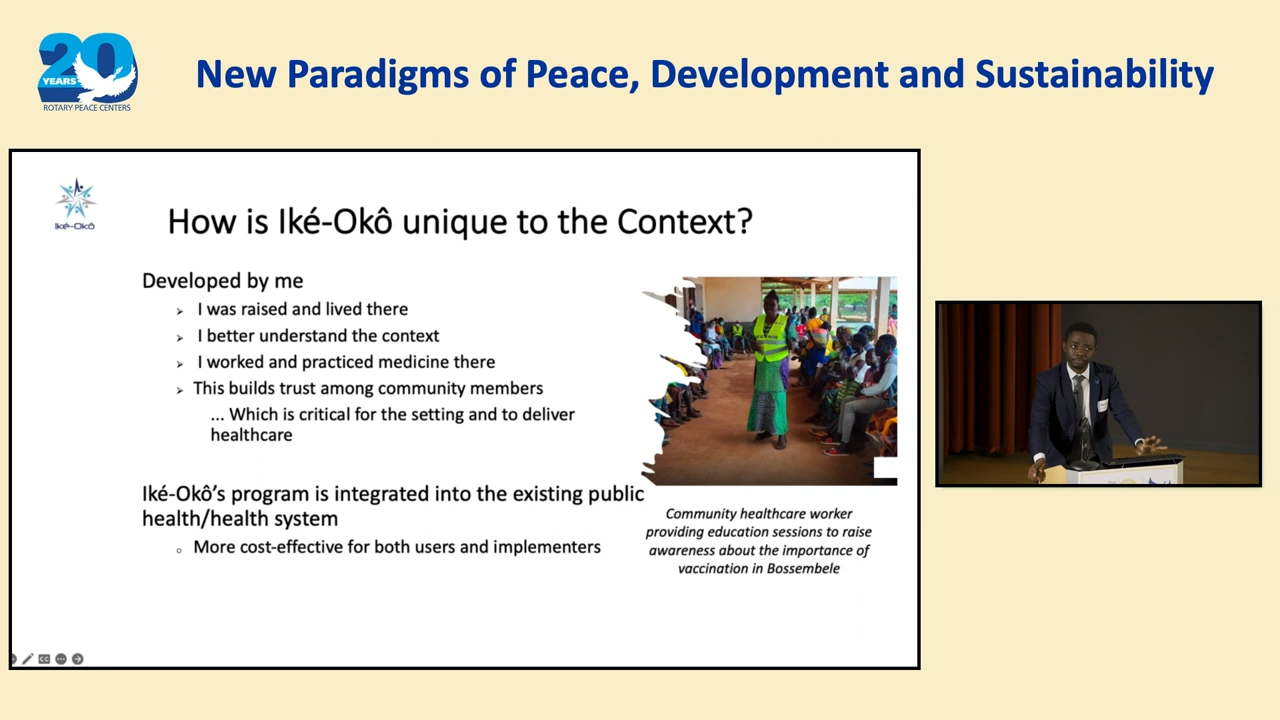 20
YEARS
ROTARY PEACE CENTERS
New Paradigms of Peace, Development and Sustainability
Iké-Okô
How is Iké-Okô unique to the Context?
Developed by me
➢ I was raised and lived there
➢ I better understand the context
➢ I worked and practiced medicine there
➢ This builds trust among community members
... Which is critical for the setting and to deliver
healthcare
Iké-Okô’s program is integrated into the existing public
health/health system
○ More cost-effective for both users and implementers
Community healthcare worker
providing education sessions to raise
awareness about the importance of
vaccination in Bossembele
CC